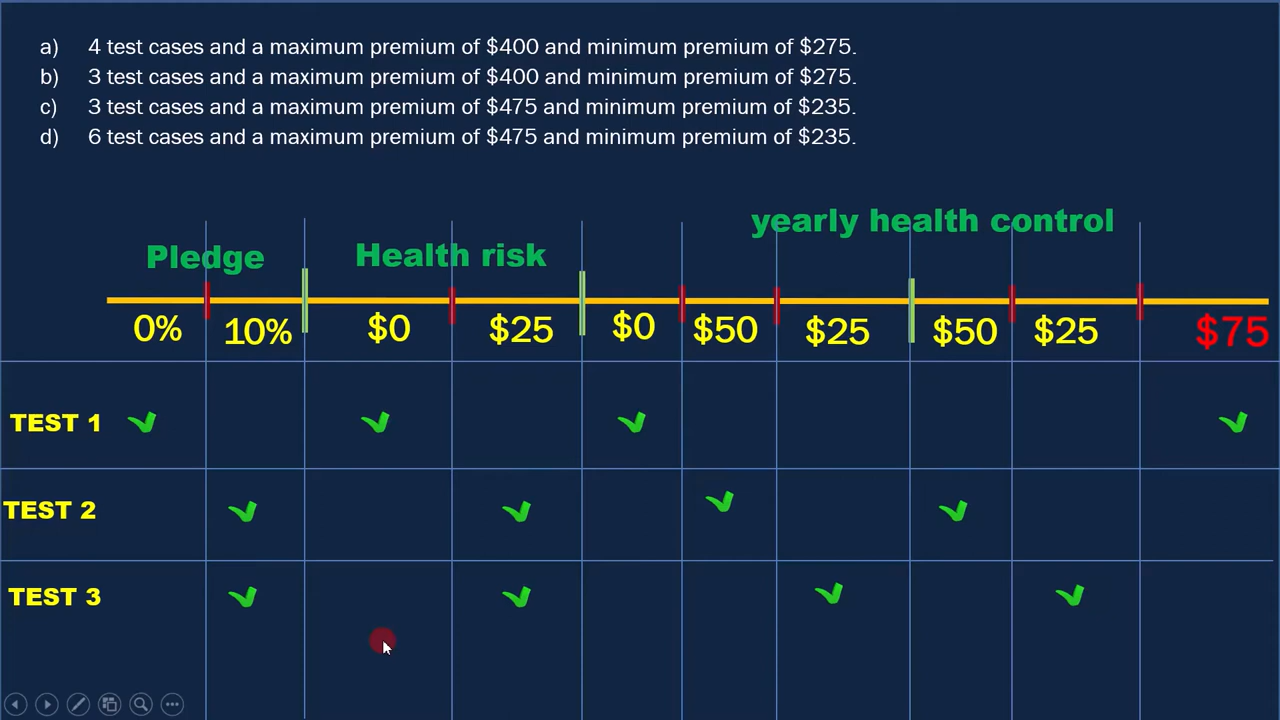 a) 4 test cases and a maximum premium of $400 and minimum premium of $275.
b) 3 test cases and a maximum premium of $400 and minimum premium of $275.
c) 3 test cases and a maximum premium of $475 and minimum premium of $235.
d) 6 test cases and a maximum premium of $475 and minimum premium of $235.
yearly health control
Pledge Health risk
0% 10% $0 $25 $0 $50 $25 $50 $25 $75
TEST 1
TEST 2
TEST 3